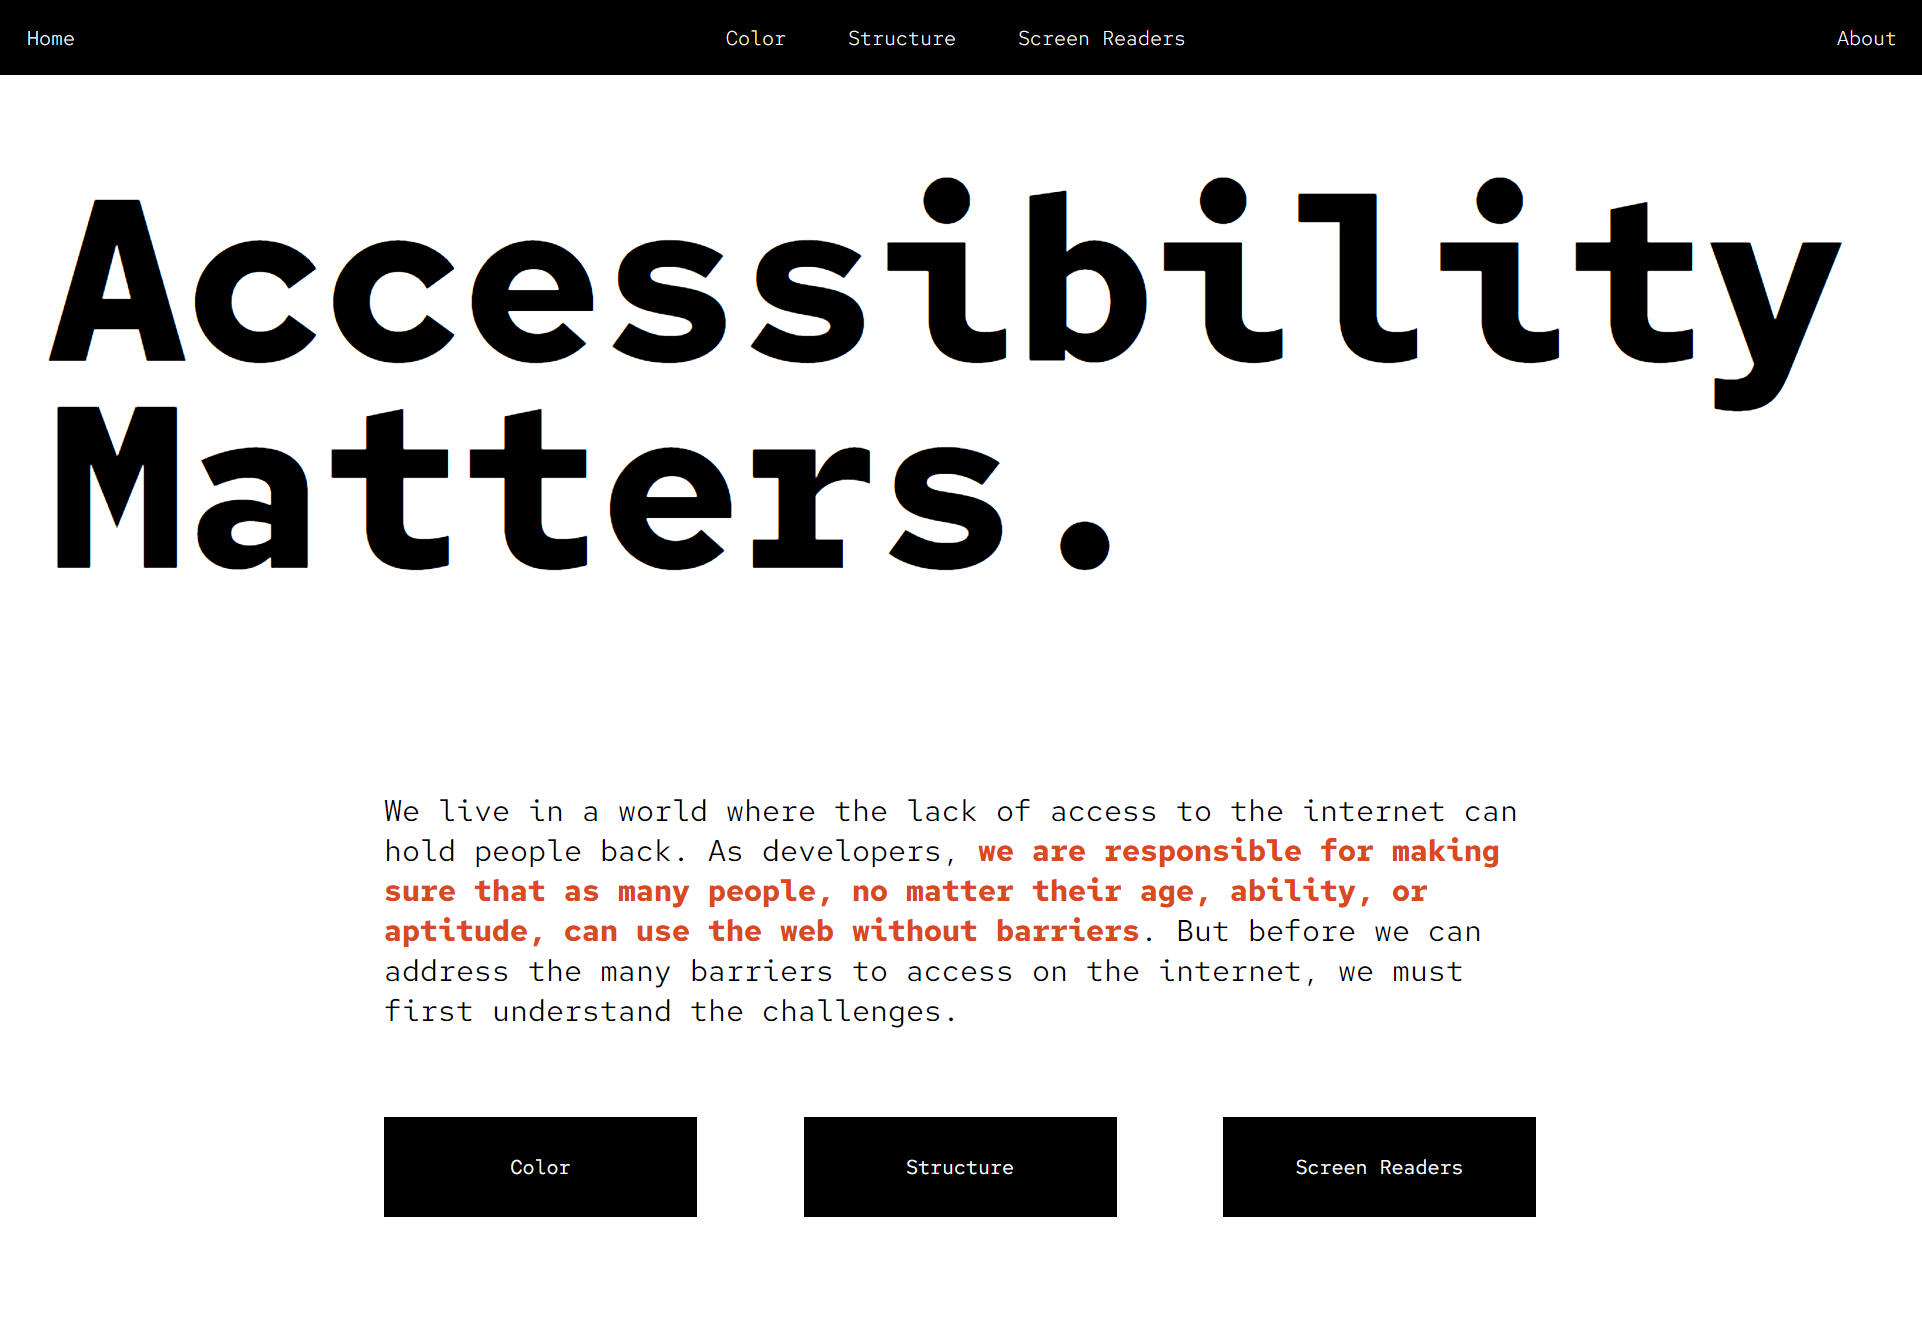 Home
Color
Structure
Screen Readers
About
Accessibility
Matters.
We live in a world where the lack of access to the internet can
hold people back. As developers, we are responsible for making
sure that as many people, no matter their age, ability, or
aptitude, can use the web without barriers. But before we can
address the many barriers to access on the internet, we must
first understand the challenges.
Color
Structure
Screen Readers